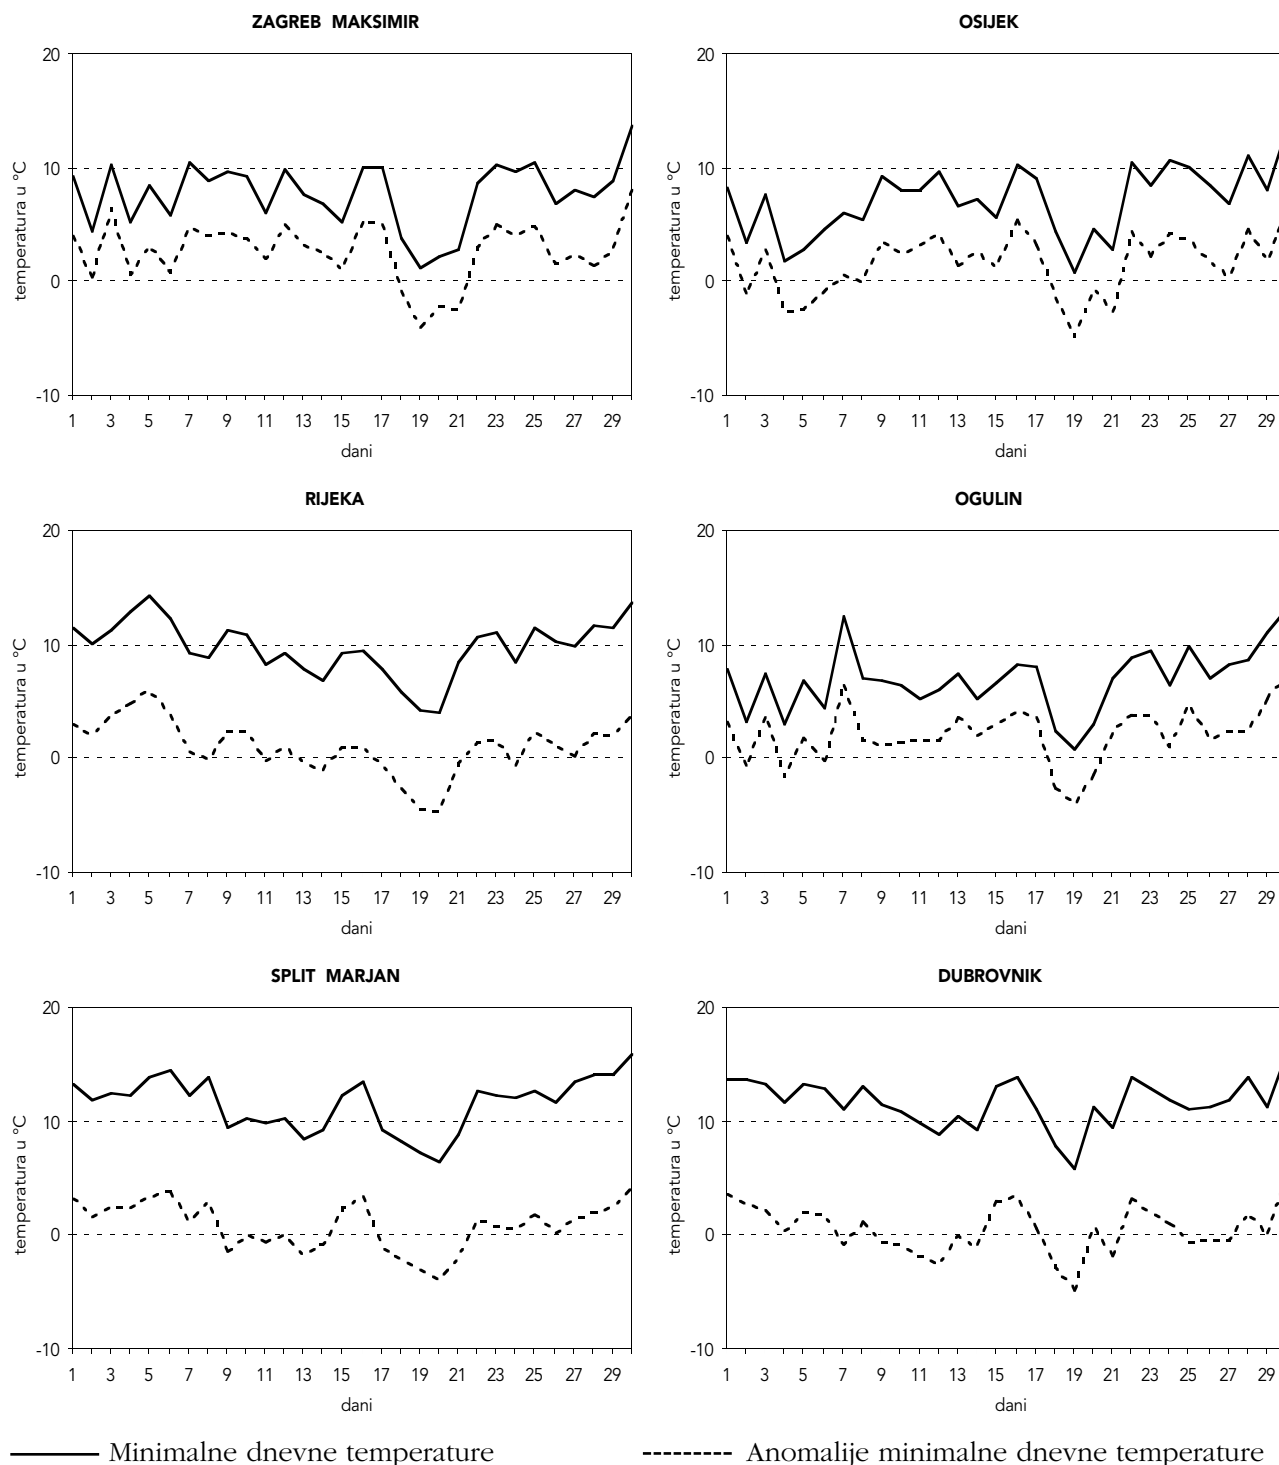 ZAGREB MAKSIMIR
20
10
0
-10
temperatura u °C
1 3 5 7 9 11 13 15 17 19 21 23 25 27 29
dani
OSIJEK
20
10
0
-10
temperatura u °C
1 3 5 7 9 11 13 15 17 19 21 23 25 27 29
dani
RIJEKA
20
10
0
-10
temperatura u °C
1 3 5 7 9 11 13 15 17 19 21 23 25 27 29
dani
OGULIN
20
10
0
-10
temperatura u °C
1 3 5 7 9 11 13 15 17 19 21 23 25 27 29
dani
SPLIT MARJAN
20
10
0
-10
temperatura u °C
1 3 5 7 9 11 13 15 17 19 21 23 25 27 29
dani
DUBROVNIK
20
10
0
-10
temperatura u °C
1 3 5 7 9 11 13 15 17 19 21 23 25 27 29
dani
Minimalne dnevne temperature
Anomalije minimalne dnevne temperature